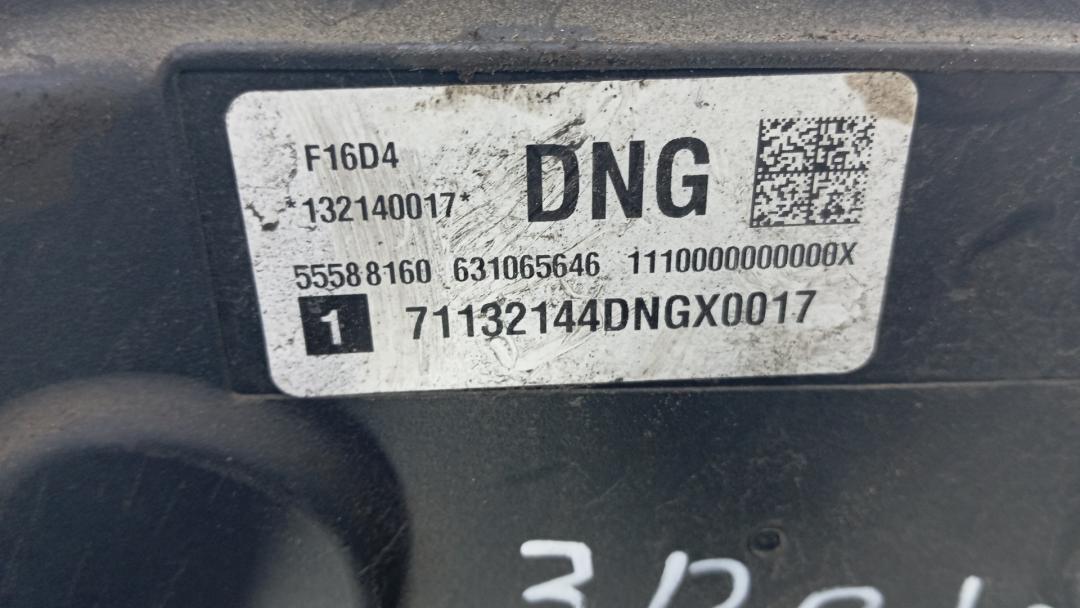 F16D4
*132140017*
DNG
55588160 631065646 1110000000000X
1 71132144DNGX0017